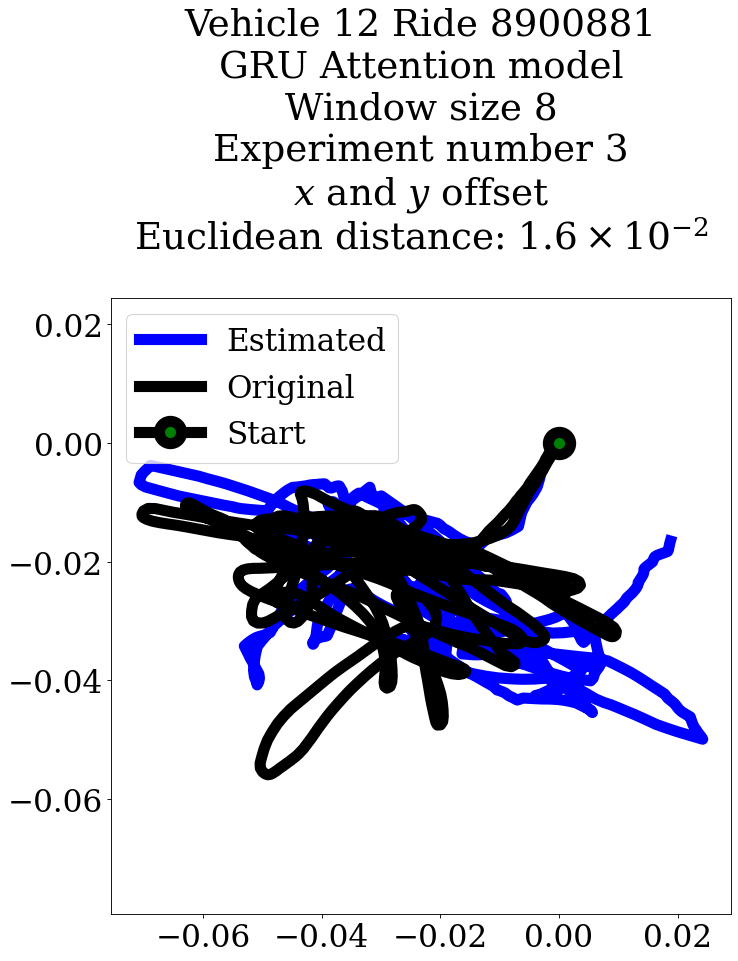 Vehicle 12 Ride 8900881
GRU Attention model
Window size 8
Experiment number 3
x and y offset
Euclidean distance: 1.6 × 10⁻²
Estimated
Original
Start
0.02
0.00
−0.02
−0.04
−0.06
−0.06 −0.04 −0.02 0.00 0.02